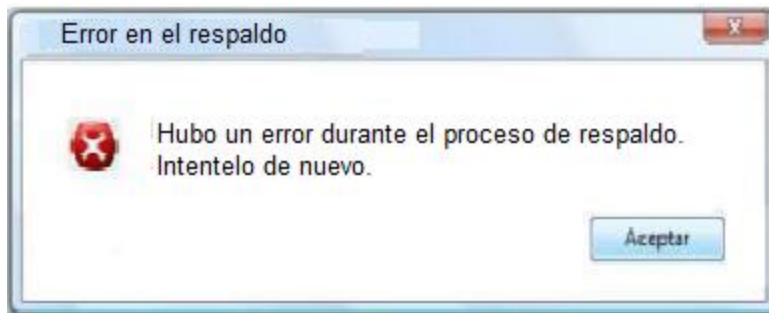 Error en el respaldo
Hubo un error durante el proceso de respaldo.
Intentelo de nuevo.
Aceptar